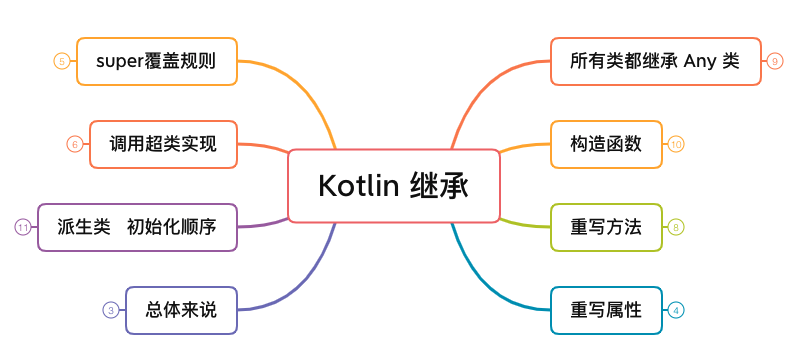 Kotlin 继承
所有类都继承 Any 类
9
构造函数
10
重写方法
8
重写属性
4
super覆盖规则
5
调用超类实现
6
派生类 初始化顺序
11
总体来说
3